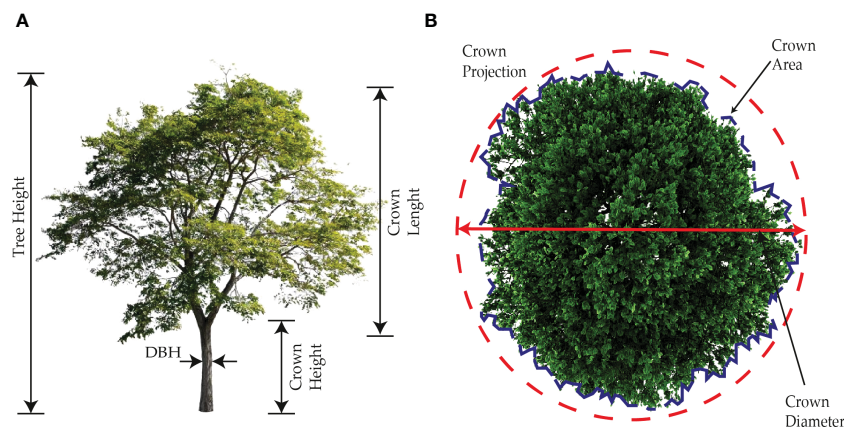 A
Tree Height
DBH
Crown
Height
Crown
Lenght
B
Crown
Projection
Crown
Area
Crown
Diameter